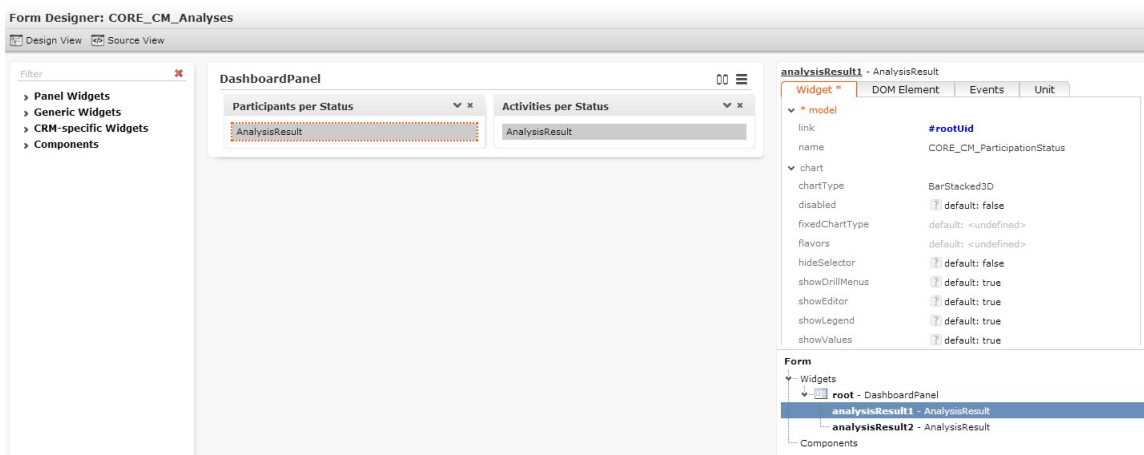 Form Designer: CORE_CM_Analyses
Design View Source View
Filter
Panel Widgets
Generic Widgets
CRM-specific Widgets
Components
DashboardPanel
Participants per Status
AnalysisResult
Activities per Status
AnalysisResult
analysisResult1 - AnalysisResult
Widget * DOM Element Events Unit
* model
link #rootUid
name CORE_CM_ParticipationStatus
chart
chartType BarStacked3D
disabled ? default: false
fixedChartType default: <undefined>
flavors default: <undefined>
hideSelector ? default: false
showDrillMenus ? default: true
showEditor ? default: true
showLegend ? default: true
showValues ? default: true
Form
Widgets
root - DashboardPanel
analysisResult1 - AnalysisResult
analysisResult2 - AnalysisResult
Components